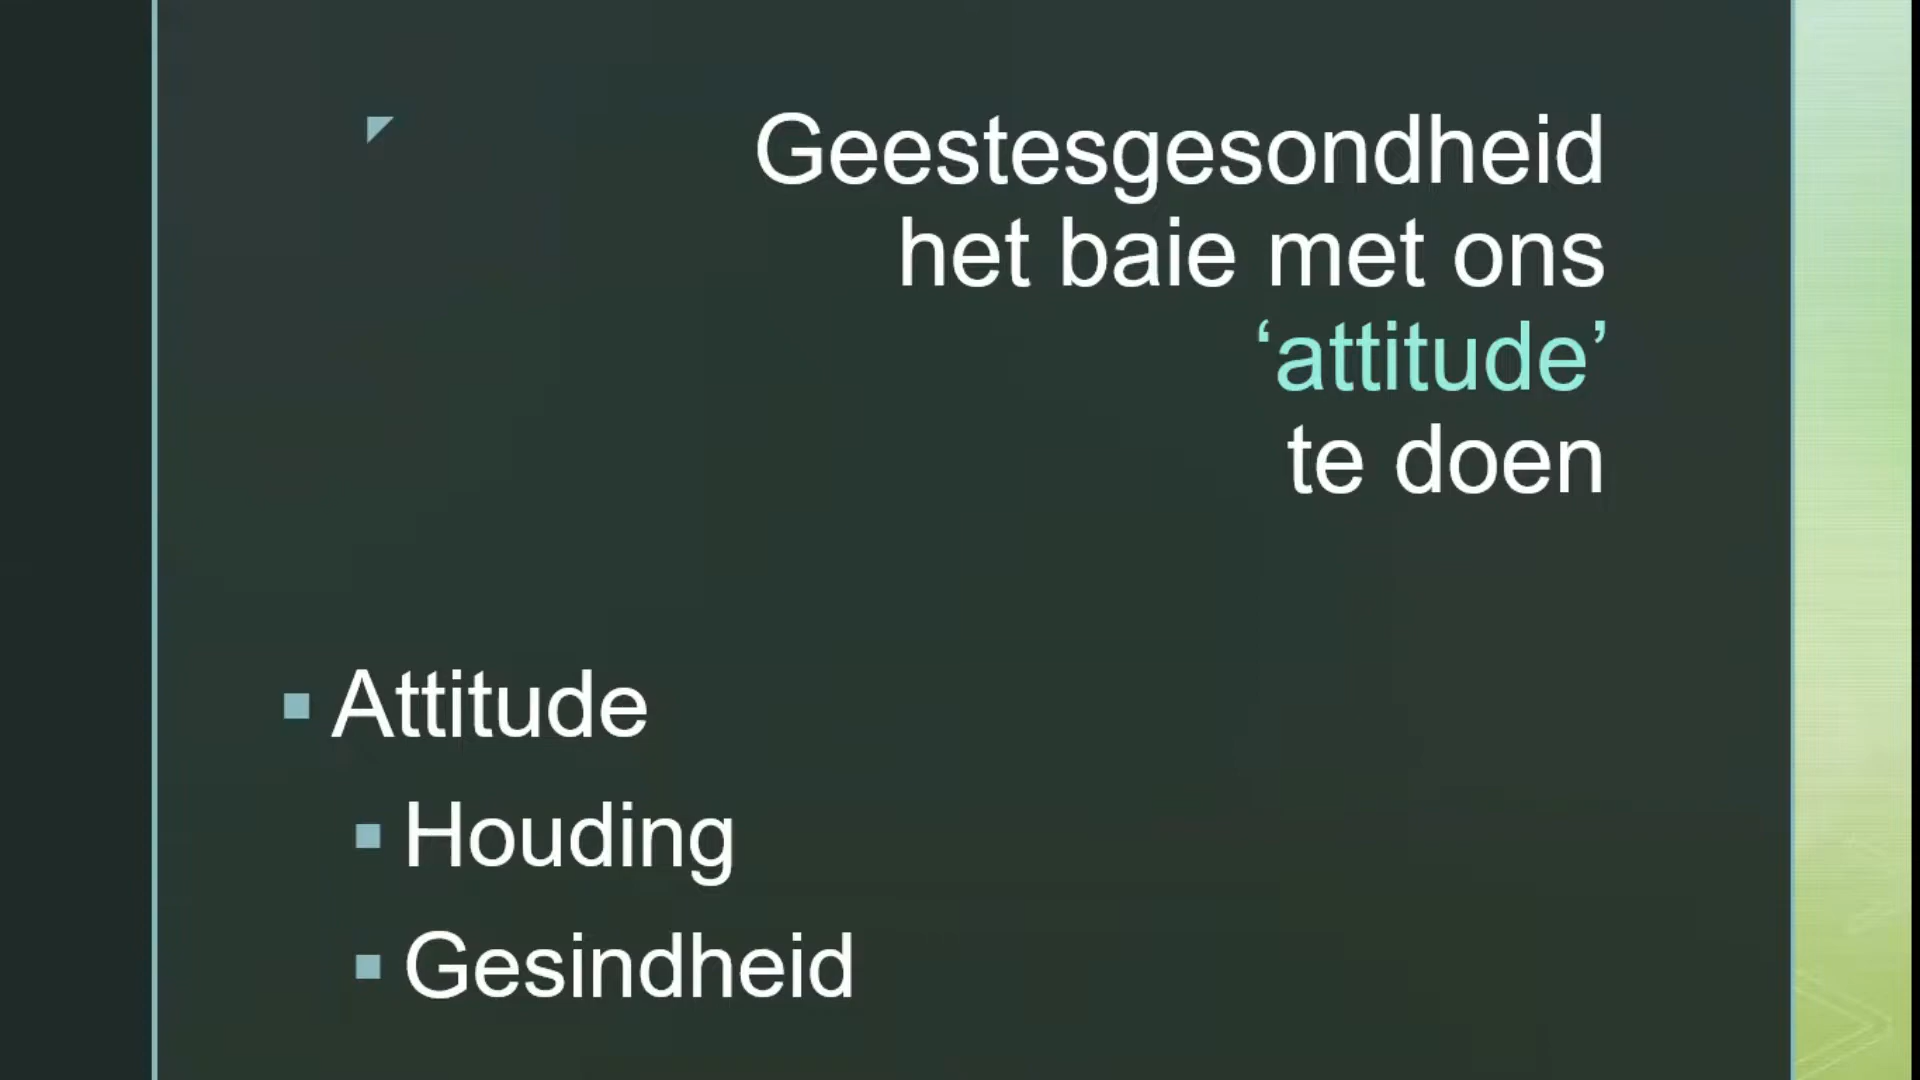 Geestesgesondheid
het baie met ons
‘attitude’
te doen
Attitude
Houding
Gesindheid